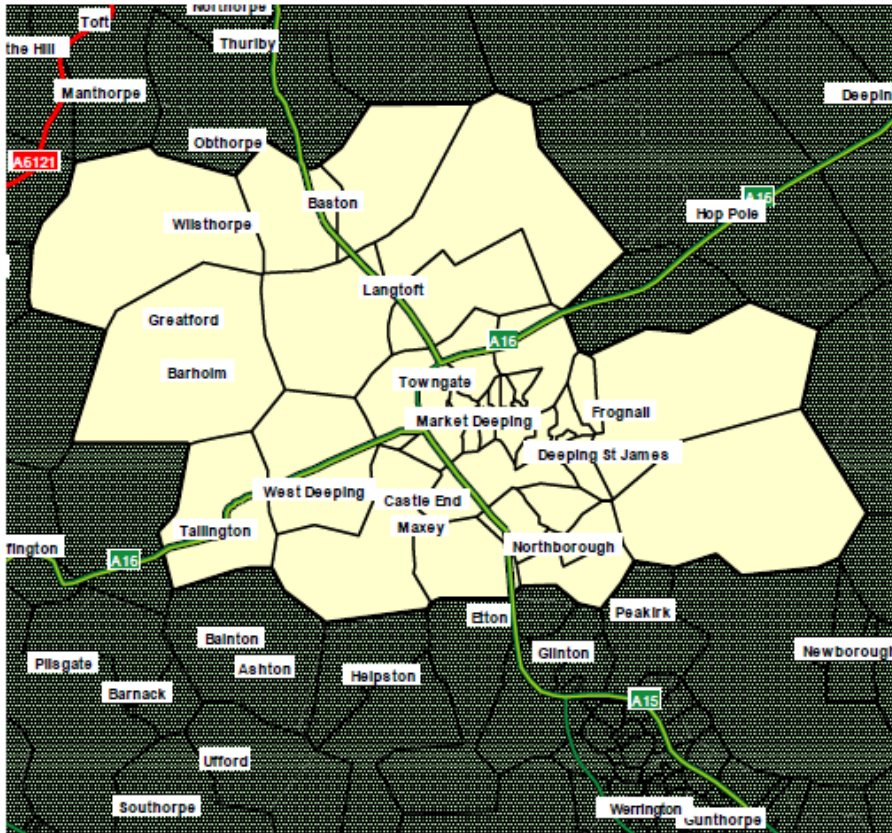 Northorpe
Toft
Thurlby
the Hill
Manthorpe
Deepin
Obthorpe
A6121
A16
Baston
Hop Pole
Wilsthorpe
Langtoft
Greatford
A16
Barholm
Towngate
Frognall
Market Deeping
Deeping St James
West Deeping
Castle End
Maxey
Tallington
Northborough
ffington
A16
Etton
Peakirk
Bainton
Glinton
Newborough
Pilsgate
Ashton
Helpston
Barnack
A15
Ufford
Southorpe
Werrington
Gunthorpe